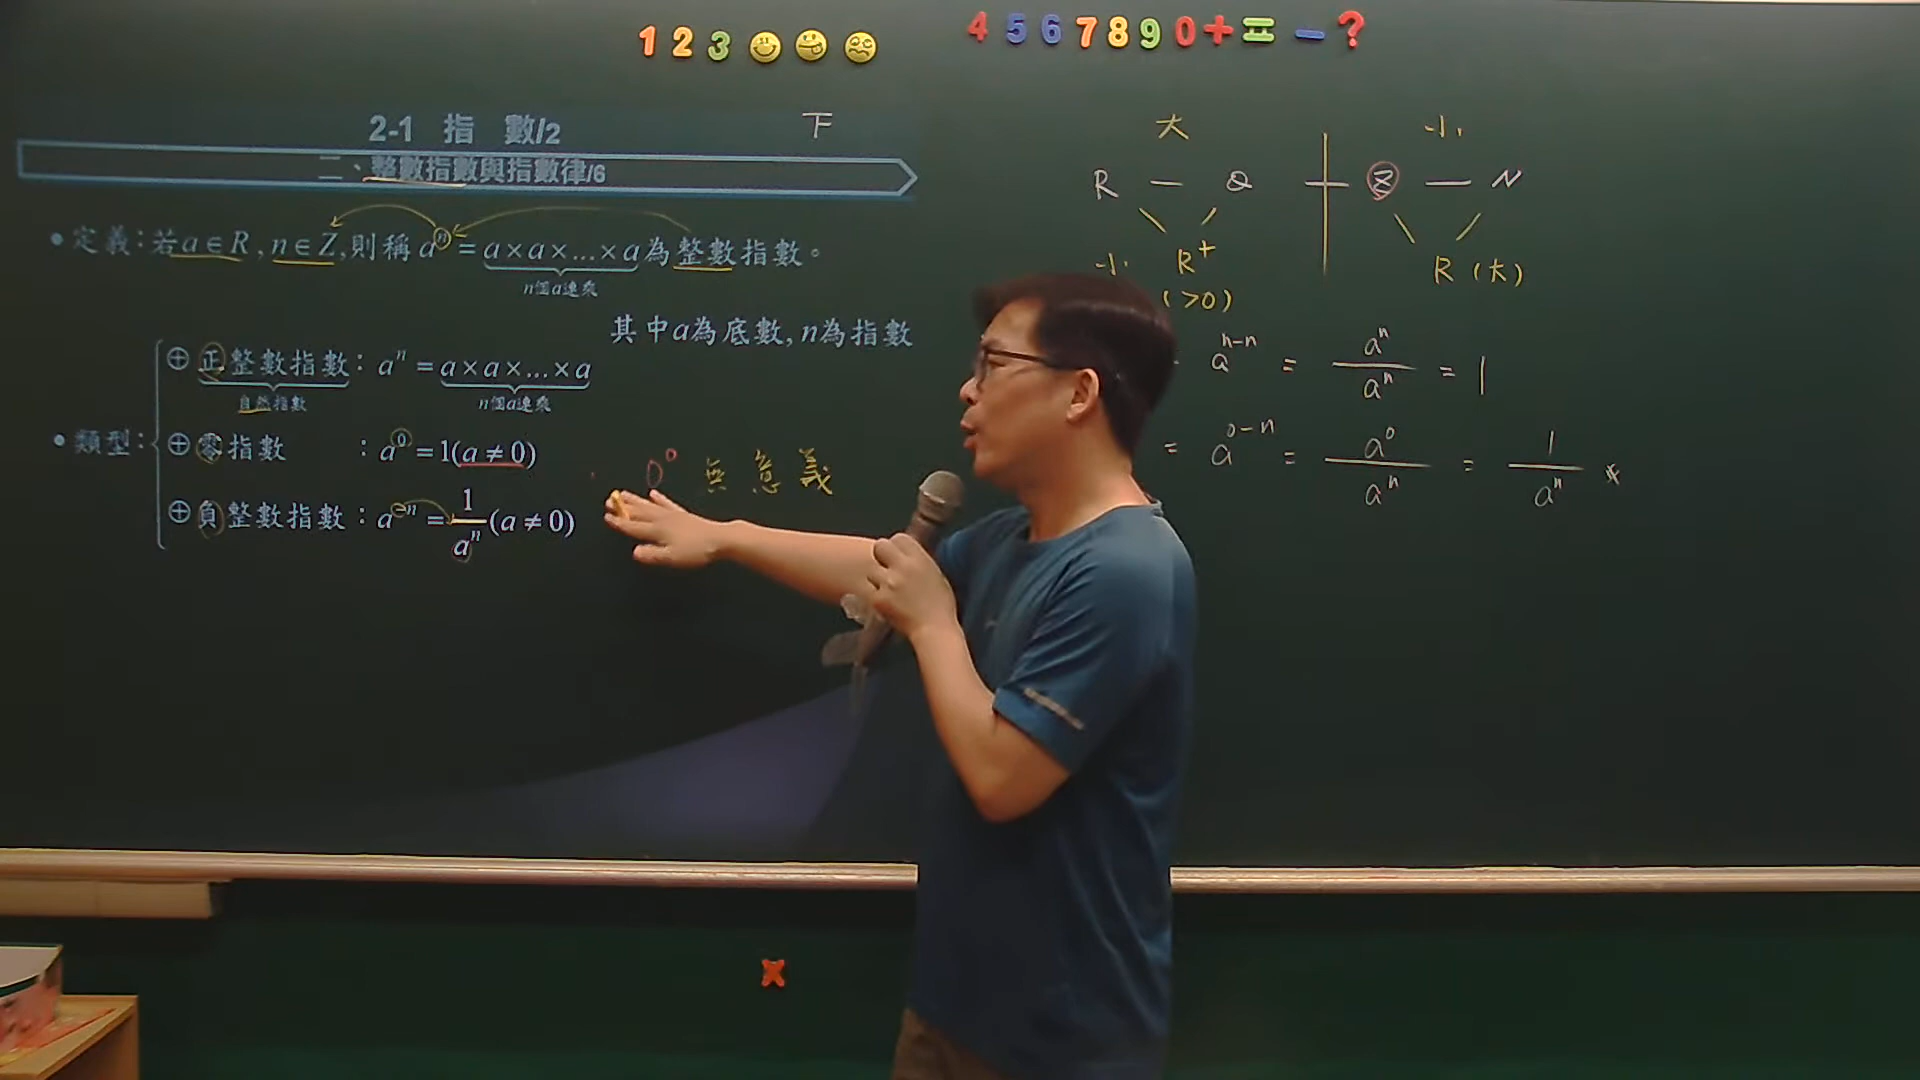 1 2 3
4 5 6 7 8 9 0 + = − ?
2-1 指 數/2 下
二、整數指數與指數律/6
•定義:若a∈R,n∈Z,則稱aⁿ=a×a×...×a為整數指數。
n個a連乘
其中a為底數,n為指數
•類型:
⊕正整數指數:aⁿ=a×a×...×a
自然指數 n個a連乘
⊕零指數 :a⁰=1(a≠0)
0⁰ 無意義
⊕負整數指數:a⁻ⁿ=1/aⁿ(a≠0)
大 小
R — Q Z — N
小 R⁺ R (大)
(>0)
aⁿ⁻ⁿ = aⁿ/aⁿ = 1
= a⁰⁻ⁿ = a⁰/aⁿ = 1/aⁿ *
x